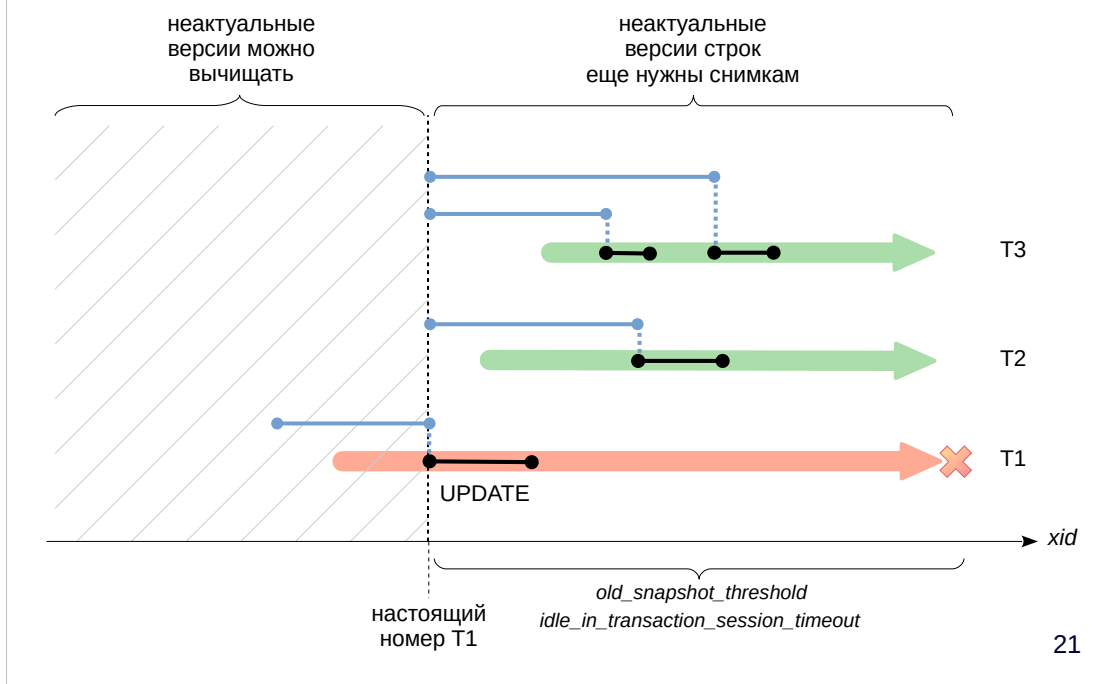 неактуальные
версии можно
вычищать
неактуальные
версии строк
еще нужны снимкам
T3
T2
T1
UPDATE
xid
настоящий
номер T1
old_snapshot_threshold
idle_in_transaction_session_timeout
21